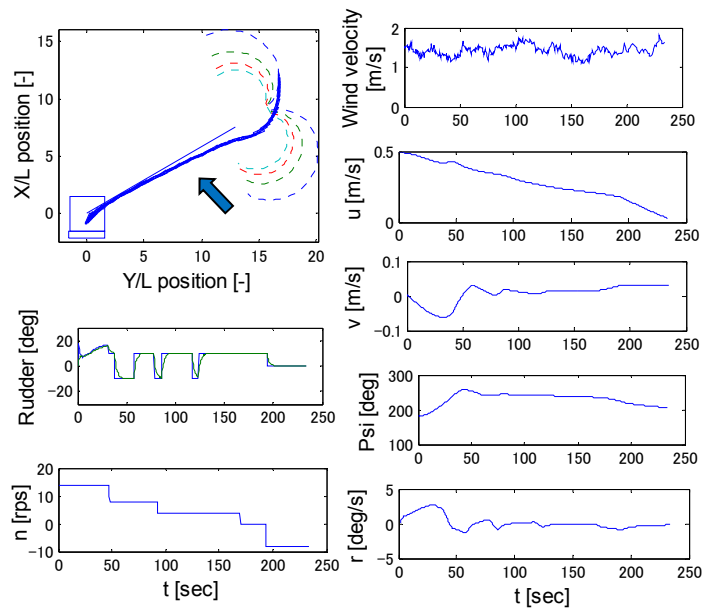 X/L position [-]
15
10
5
0
0 5 10 15 20
Y/L position [-]
Rudder [deg]
20
0
−20
0 50 100 150 200 250
n [rps]
20
10
0
−10
0 50 100 150 200 250
t [sec]
Wind velocity
[m/s]
2
1
0
0 50 100 150 200 250
u [m/s]
0.5
0
0 50 100 150 200 250
v [m/s]
0.1
0
−0.1
0 50 100 150 200 250
Psi [deg]
300
200
100
0 50 100 150 200 250
r [deg/s]
5
0
−5
0 50 100 150 200 250
t [sec]